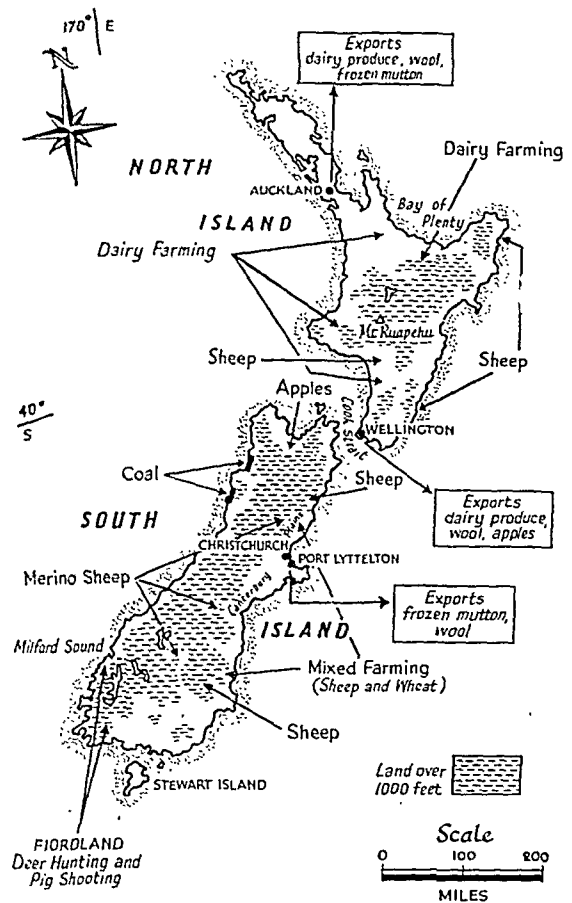 170° E
N
Exports
dairy produce, wool,
frozen mutton
NORTH
ISLAND
Dairy Farming
AUCKLAND
Bay of
Plenty
Dairy Farming
Mt Ruapehu
Sheep
Sheep
Apples
40°
S
Cook Strait
WELLINGTON
Coal
Sheep
Exports
dairy produce,
wool, apples
SOUTH
ISLAND
CHRISTCHURCH
PORT LYTTELTON
Merino Sheep
Canterbury
Plains
Exports
frozen mutton,
wool
Milford Sound
Mixed Farming
(Sheep and Wheat)
Sheep
STEWART ISLAND
Land over
1000 feet
FIORDLAND
Deer Hunting and
Pig Shooting
Scale
0 100 200
MILES